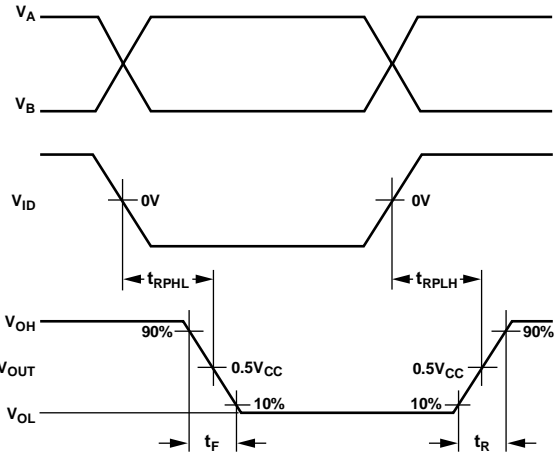 VA
VB
VID
0V
0V
tRPHL
tRPLH
VOH
90%
90%
VOUT
0.5VCC
0.5VCC
10%
10%
VOL
tF
tR